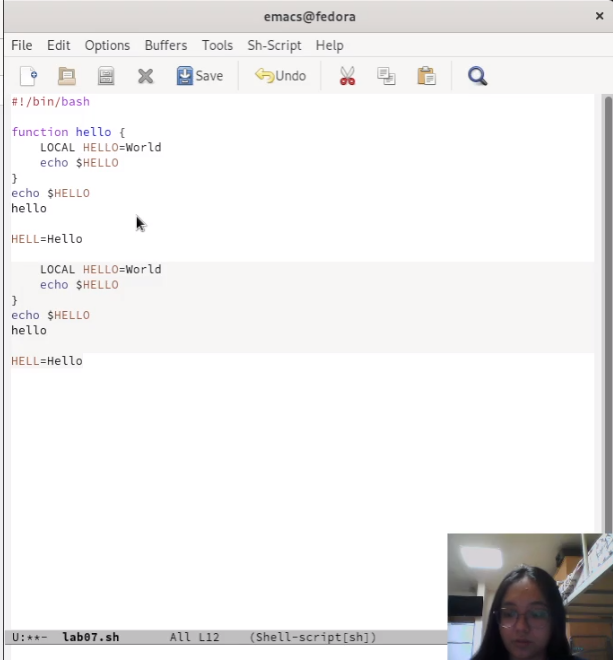 emacs@fedora
×
File Edit Options Buffers Tools Sh-Script Help
Save Undo
#!/bin/bash
function hello {
    LOCAL HELLO=World
    echo $HELLO
}
echo $HELLO
hello
HELL=Hello
    LOCAL HELLO=World
    echo $HELLO
}
echo $HELLO
hello
HELL=Hello
U:**-  lab07.sh      All L12    (Shell-script[sh])